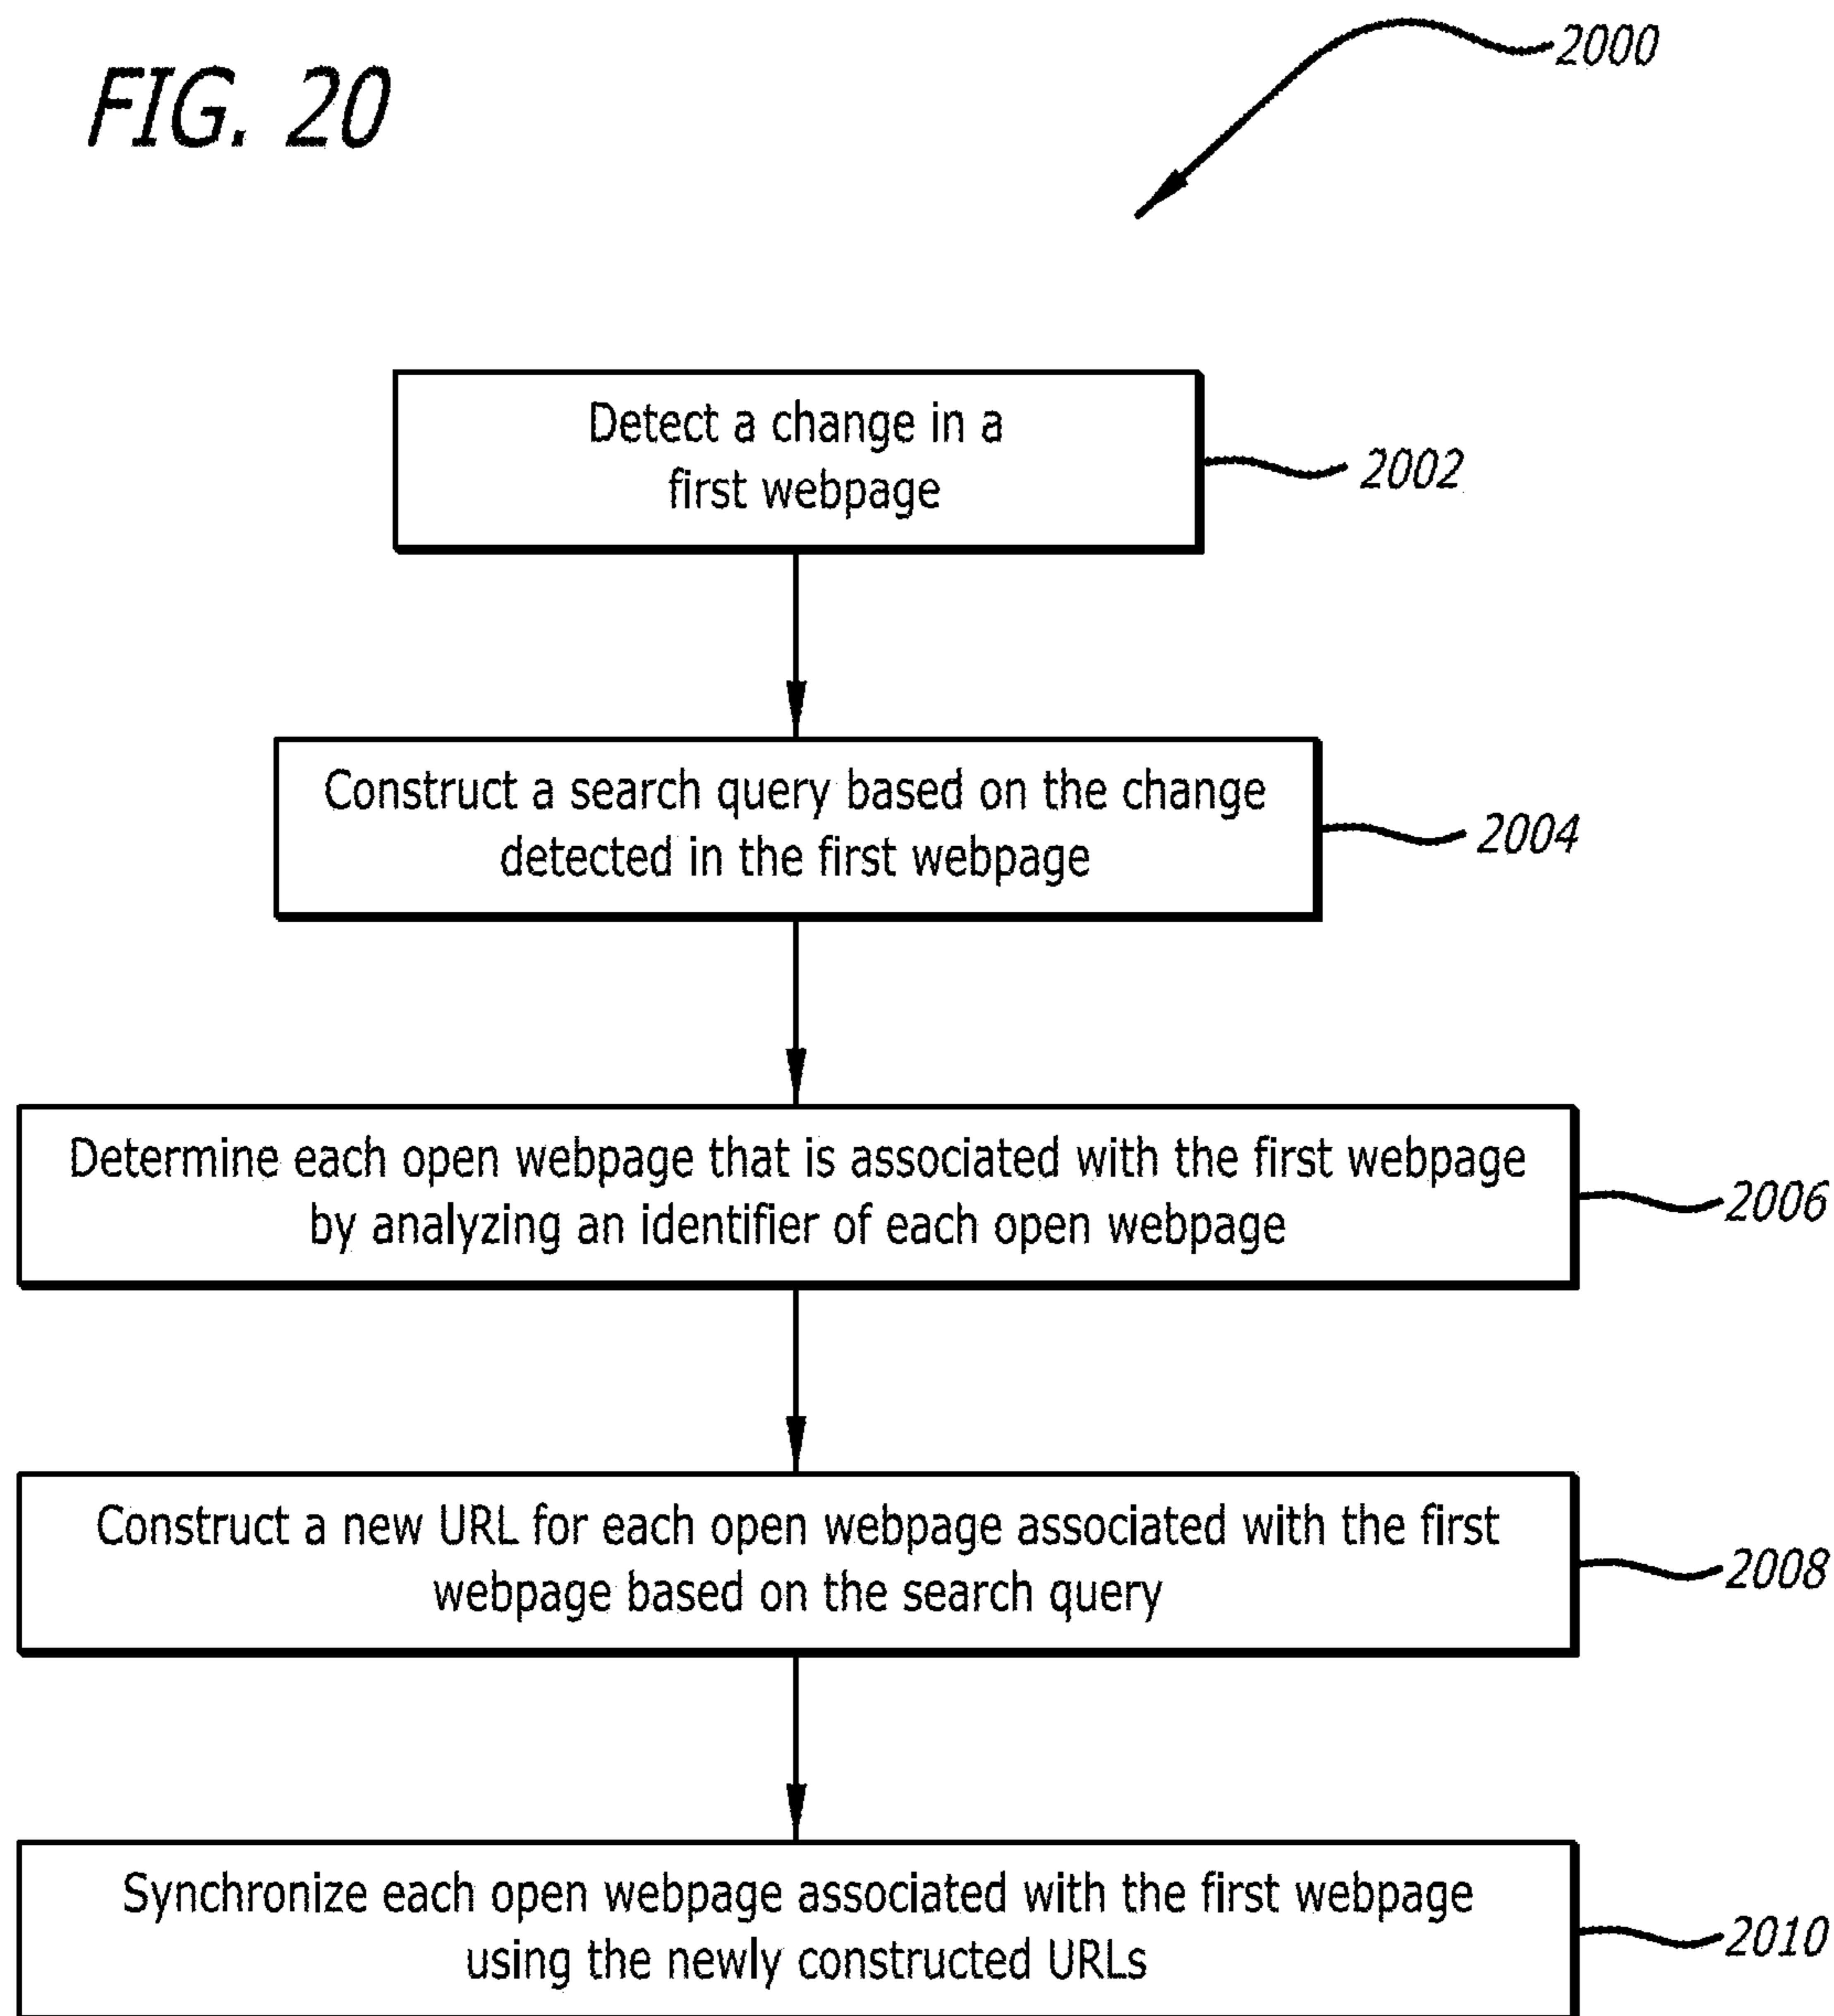 FIG. 20
2000
Detect a change in a
first webpage
2002
Construct a search query based on the change
detected in the first webpage
2004
Determine each open webpage that is associated with the first webpage
by analyzing an identifier of each open webpage
2006
Construct a new URL for each open webpage associated with the first
webpage based on the search query
2008
Synchronize each open webpage associated with the first webpage
using the newly constructed URLs
2010